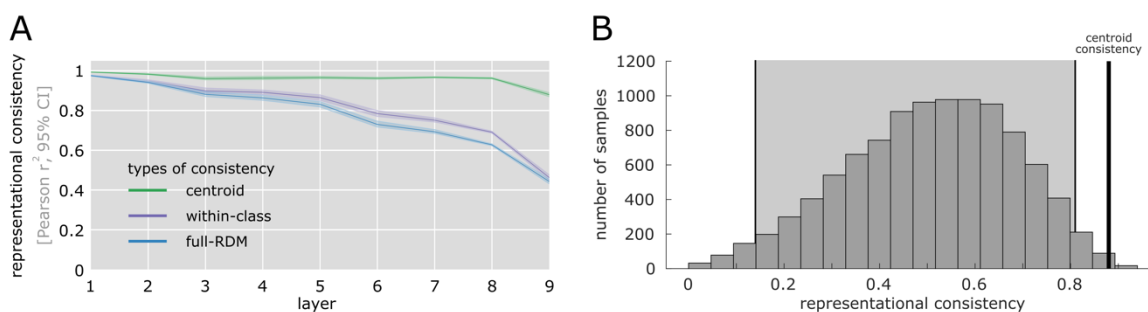 A
representational consistency
[Pearson r², 95% CI]
1
0.8
0.6
0.4
0.2
0
types of consistency
centroid
within-class
full-RDM
1 2 3 4 5 6 7 8 9
layer
B
centroid
consistency
number of samples
1200
1000
800
600
400
200
0
0 0.2 0.4 0.6 0.8
representational consistency